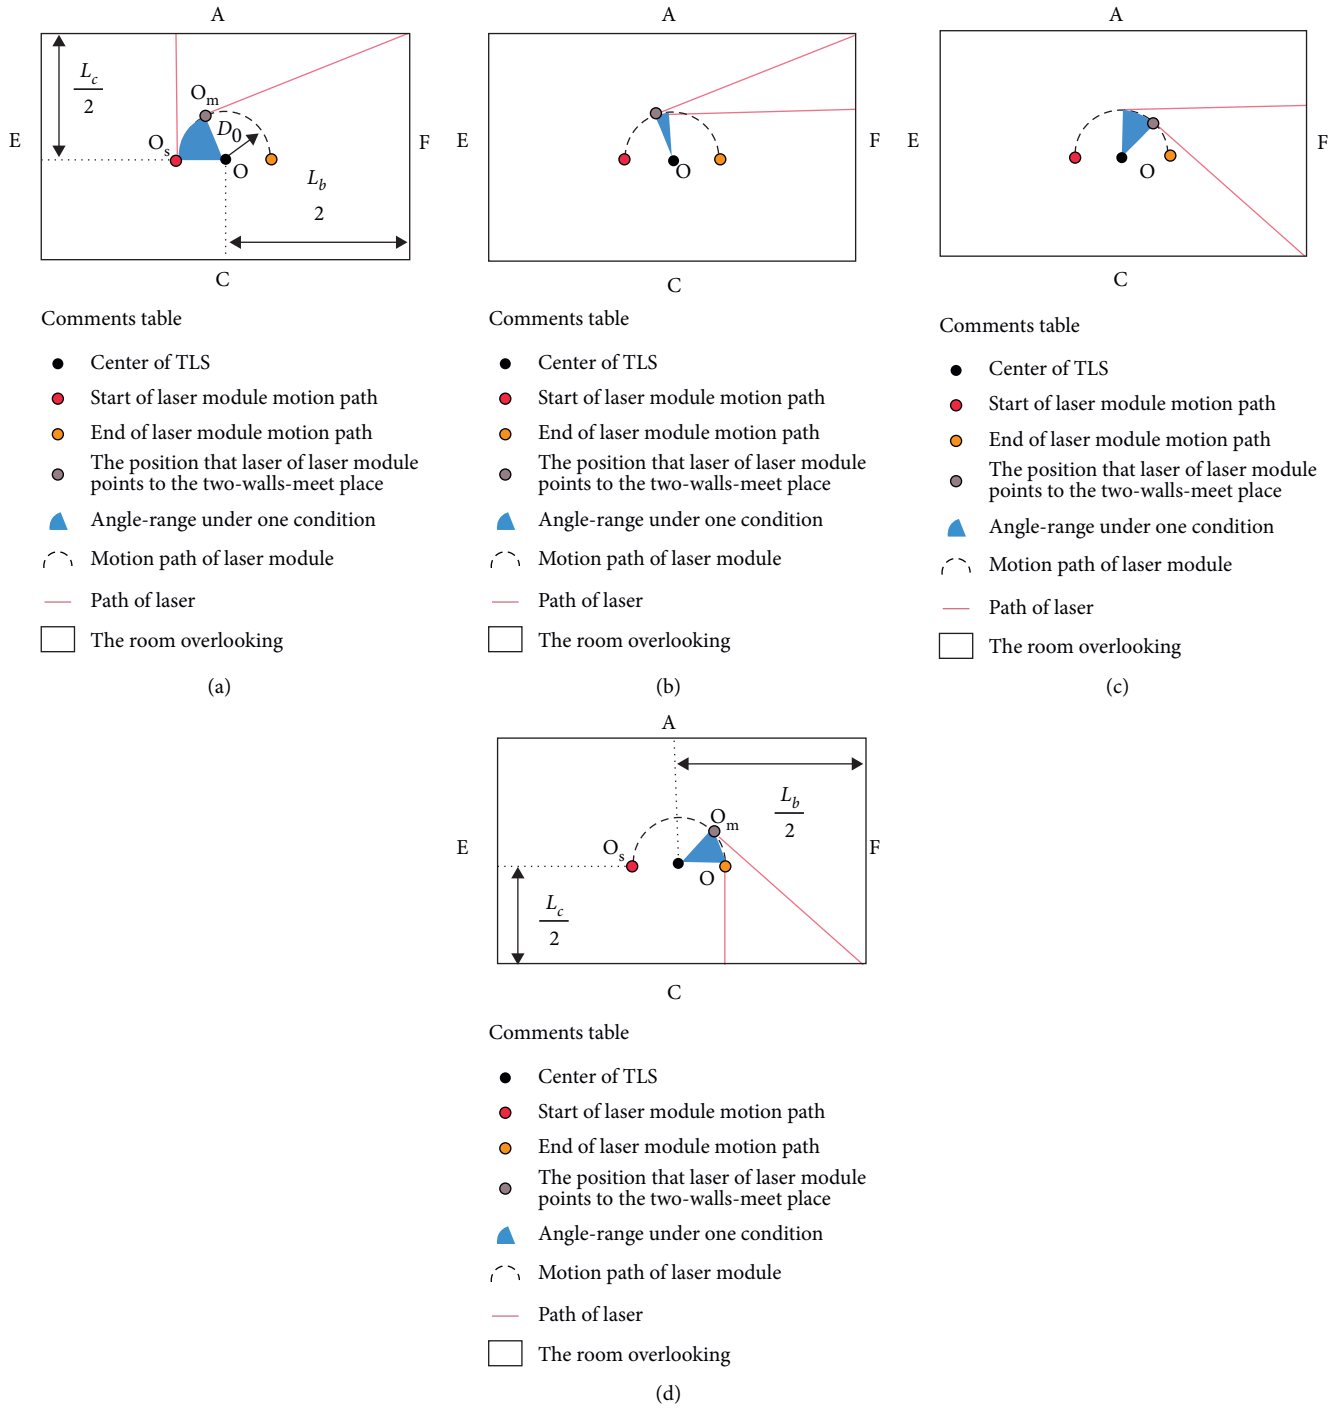 A
L_c
2
O_m
D_0
O_s
E
F
O
L_b
2
C
Comments table
Center of TLS
Start of laser module motion path
End of laser module motion path
The position that laser of laser module
points to the two-walls-meet place
Angle-range under one condition
Motion path of laser module
Path of laser
The room overlooking
(a)
A
E
F
O
C
Comments table
Center of TLS
Start of laser module motion path
End of laser module motion path
The position that laser of laser module
points to the two-walls-meet place
Angle-range under one condition
Motion path of laser module
Path of laser
The room overlooking
(b)
A
E
F
O
C
Comments table
Center of TLS
Start of laser module motion path
End of laser module motion path
The position that laser of laser module
points to the two-walls-meet place
Angle-range under one condition
Motion path of laser module
Path of laser
The room overlooking
(c)
A
L_b
2
O_m
O_s
E
F
O
L_c
2
C
Comments table
Center of TLS
Start of laser module motion path
End of laser module motion path
The position that laser of laser module
points to the two-walls-meet place
Angle-range under one condition
Motion path of laser module
Path of laser
The room overlooking
(d)